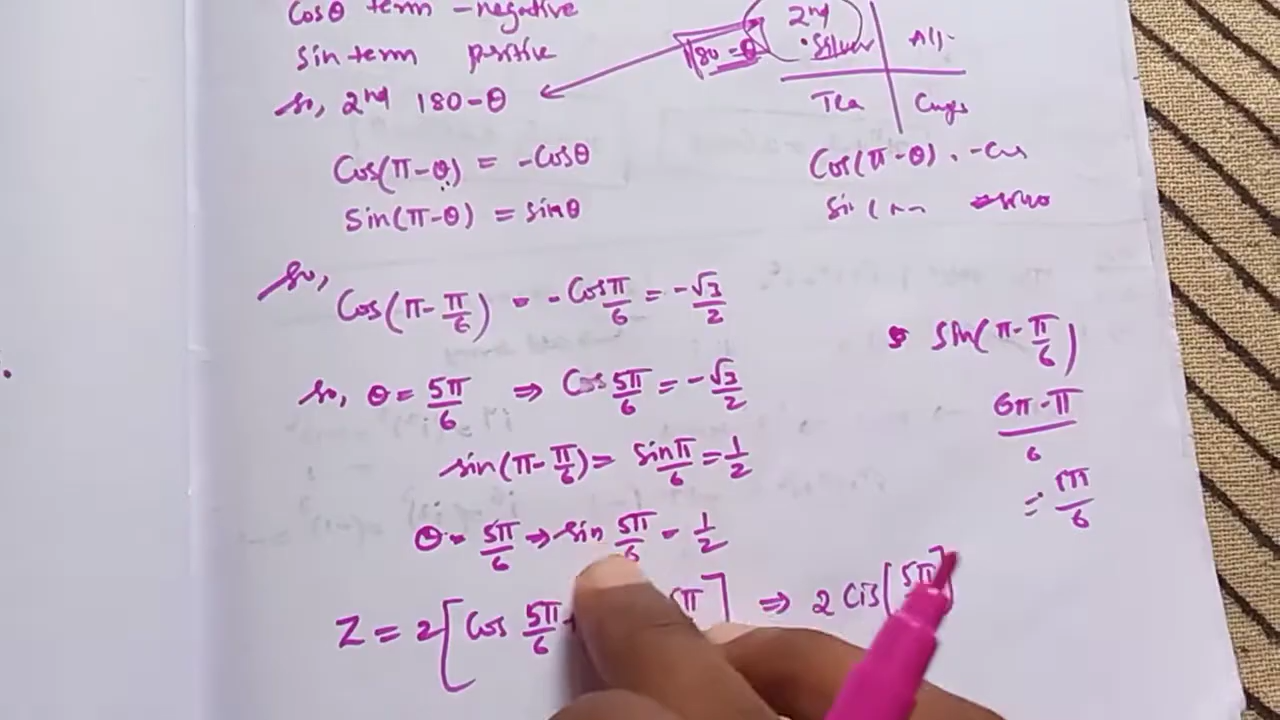 Cosθ term - negative
sin term positive
so, 2nd 180-θ
Cos(π-θ) = -Cosθ
Sin(π-θ) = sinθ
180-θ
2nd
Silver
All
Tea
Cups
Cos(π-θ)
so,
Cos(π-π/6) = -Cosπ/6 = -√3/2
so, θ = 5π/6 ⇒ Cos 5π/6 = -√3/2
sin(π-π/6) = sinπ/6 = 1/2
θ = 5π/6 ⇒ sin 5π/6 = 1/2
Z = 2[Cos 5π/6 + π] ⇒ 2 Cis[5π
sin(π-π/6)
6π-π/6
= 5π/6